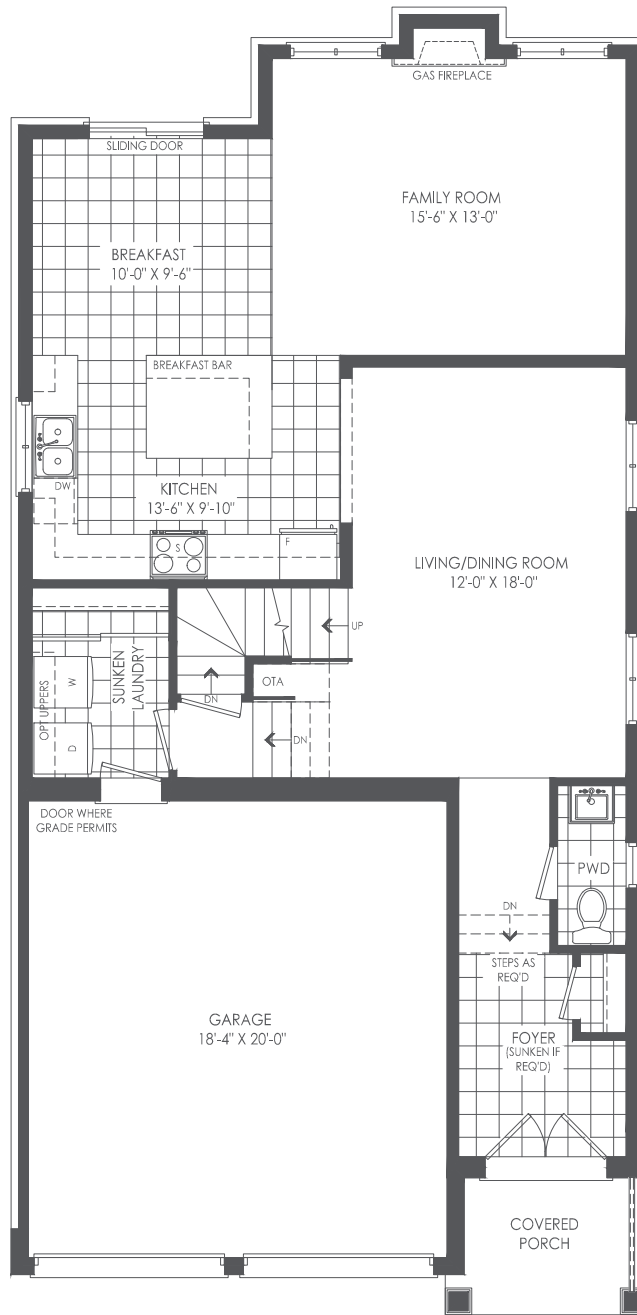 GAS FIREPLACE
SLIDING DOOR
FAMILY ROOM
15'-6" X 13'-0"
BREAKFAST
10'-0" X 9'-6"
BREAKFAST BAR
DW
KITCHEN
13'-6" X 9'-10"
S
F
LIVING/DINING ROOM
12'-0" X 18'-0"
UP
OTA
DN
DN
SUNKEN
LAUNDRY
OPT UPPERS
W
D
DOOR WHERE
GRADE PERMITS
PWD
DN
STEPS AS
REQ'D
GARAGE
18'-4" X 20'-0"
FOYER
(SUNKEN IF
REQ'D)
COVERED
PORCH